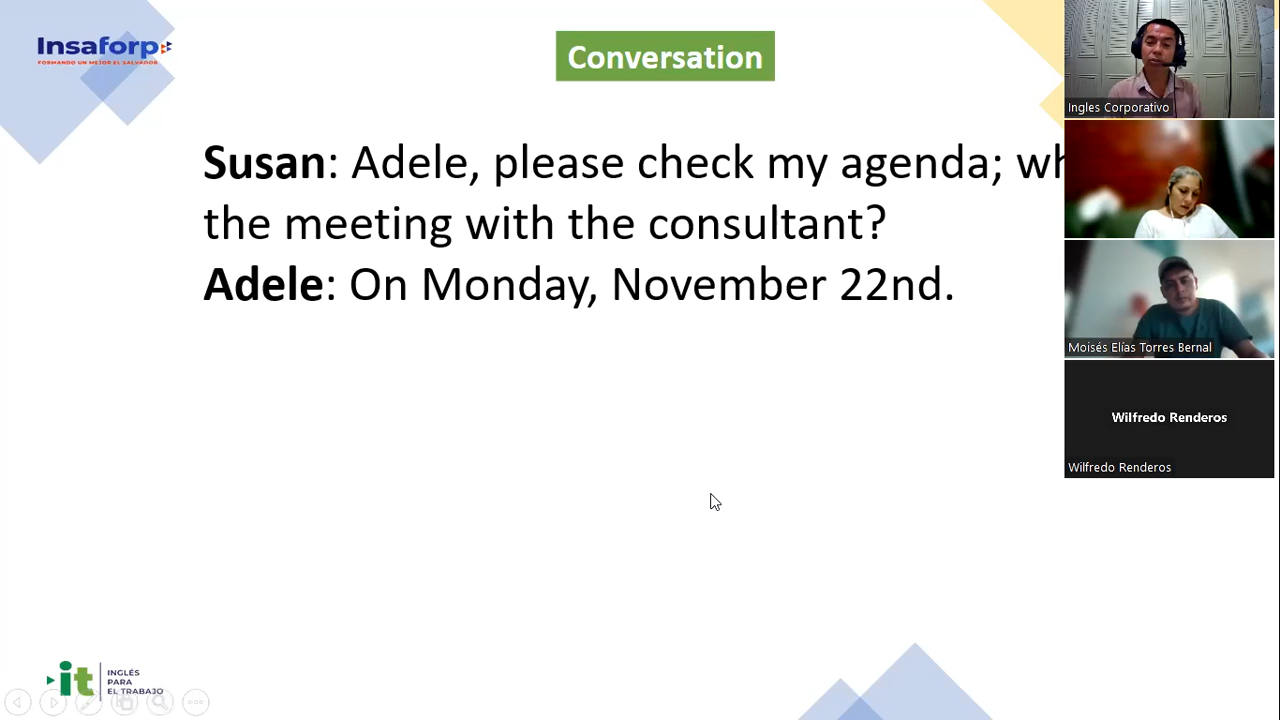 Insaforp
FORMANDO UN MEJOR EL SALVADOR
Conversation
Susan: Adele, please check my agenda;
the meeting with the consultant?
Adele: On Monday, November 22nd.
it
INGLÉS
PARA
EL TRABAJO
Ingles Corporativo
Moisés Elías Torres Bernal
Wilfredo Renderos
Wilfredo Renderos